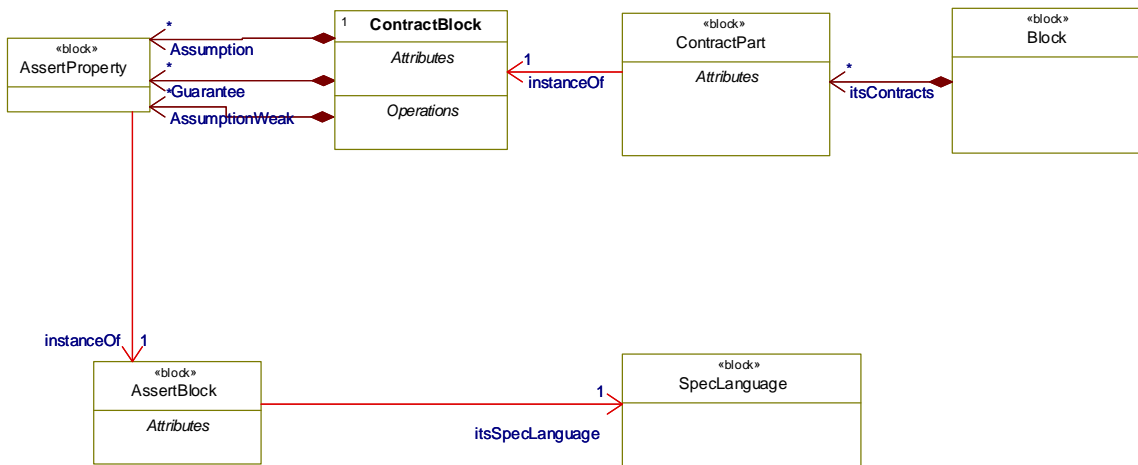 «block»
AssertProperty
*
Assumption
*
*Guarantee
AssumptionWeak
1
ContractBlock
Attributes
Operations
1
instanceOf
«block»
ContractPart
Attributes
*
itsContracts
«block»
Block
instanceOf 1
«block»
AssertBlock
Attributes
1
itsSpecLanguage
«block»
SpecLanguage